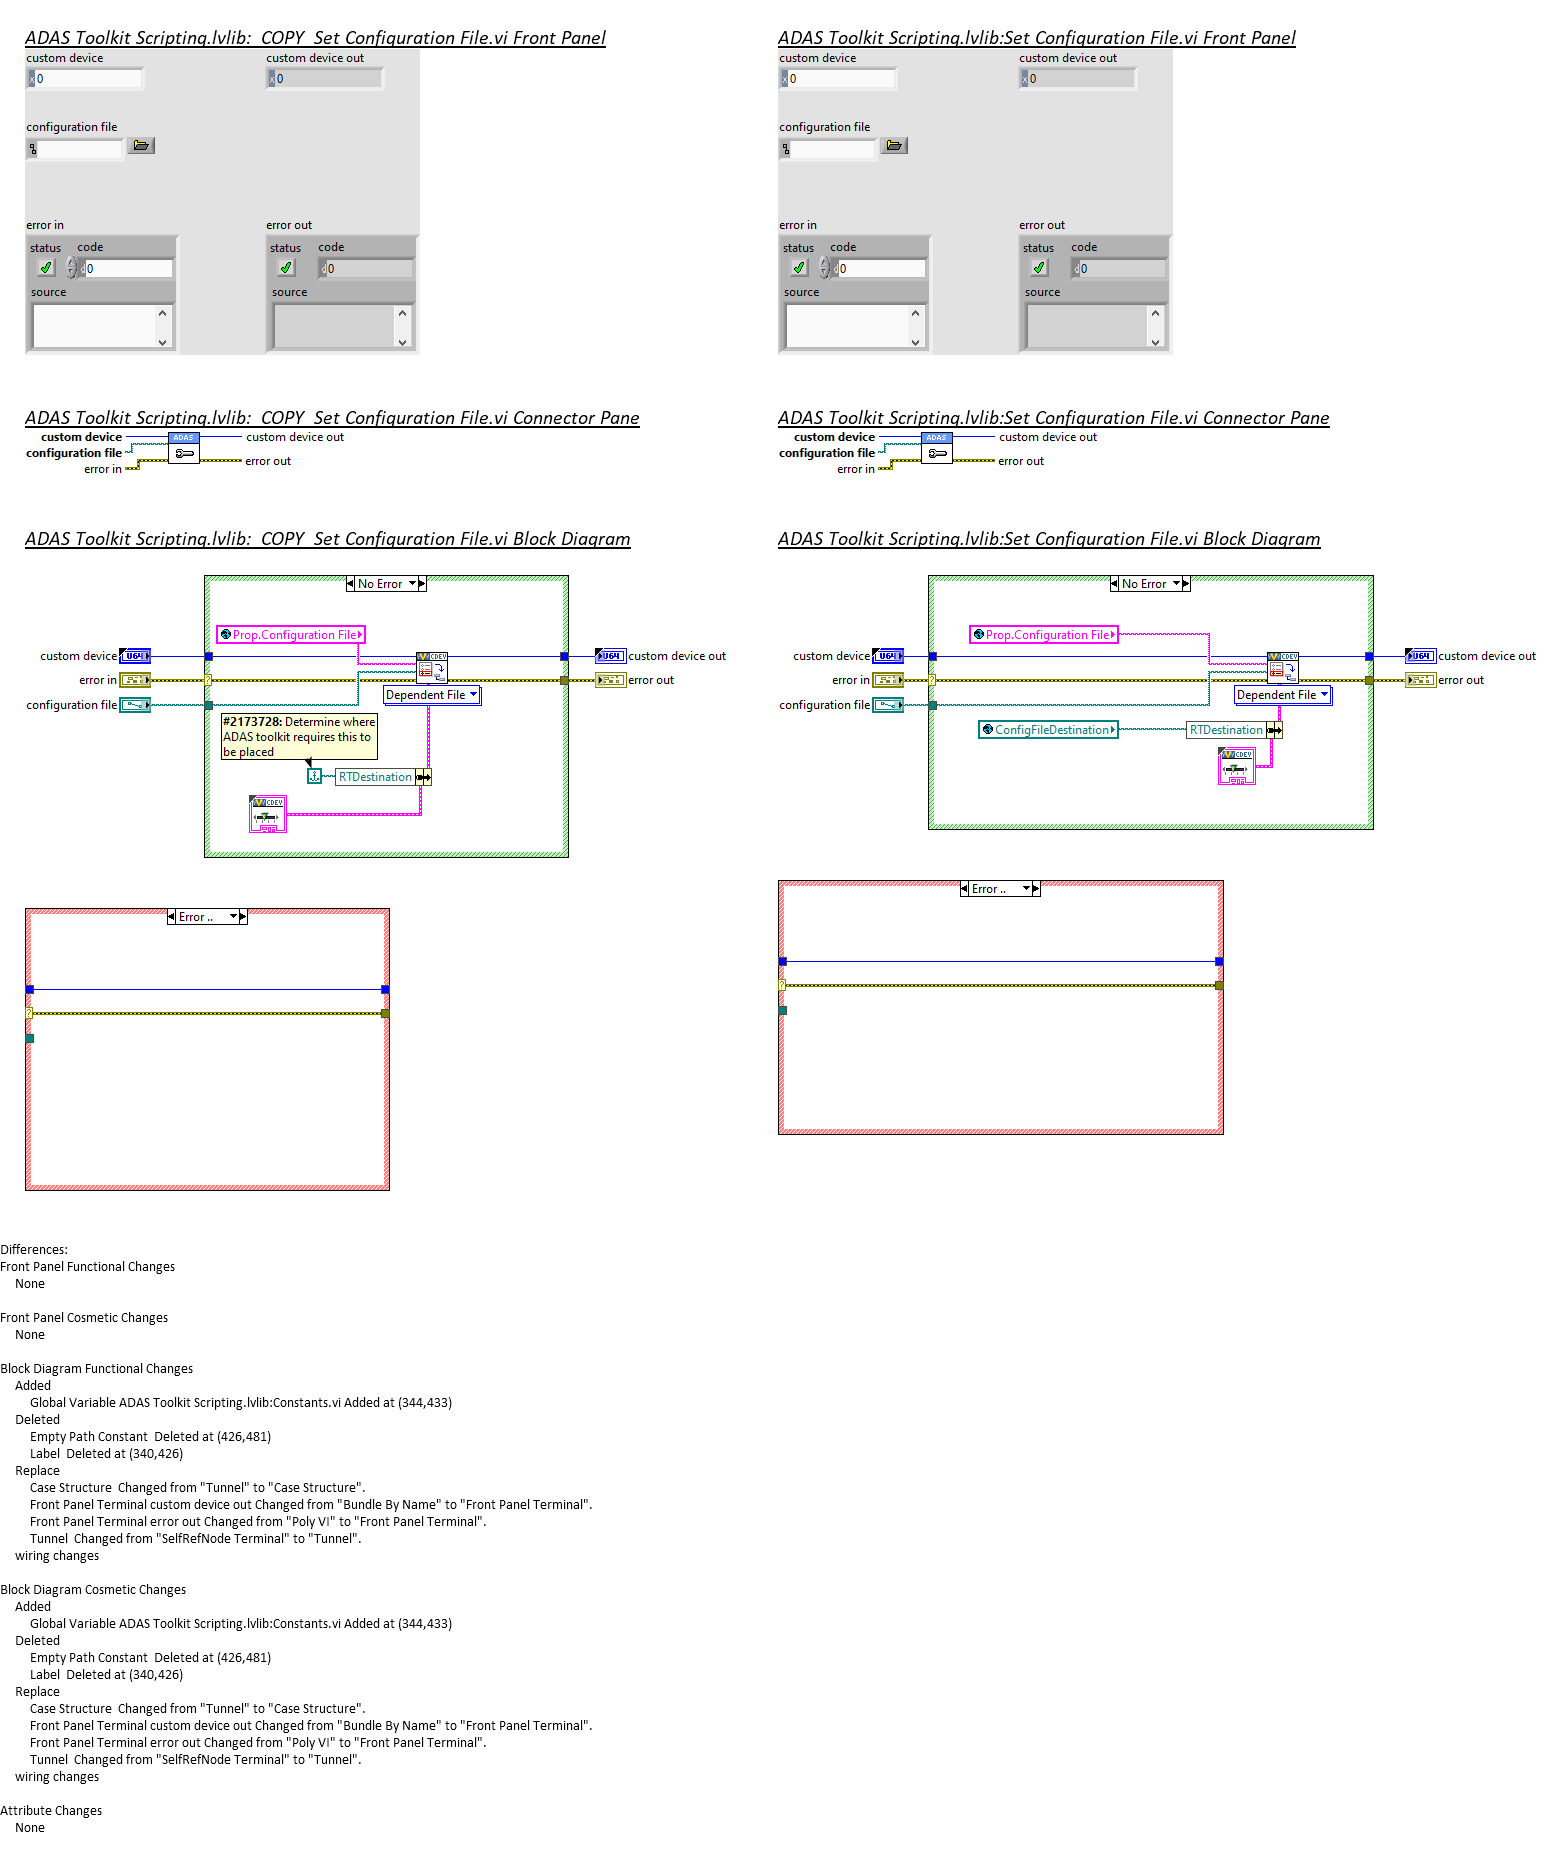 ADAS Toolkit Scripting.lvlib:  COPY  Set Configuration File.vi Front Panel
custom device
custom device out
x 0
x 0
configuration file
error in
error out
status
code
status
code
d 0
d 0
source
source
ADAS Toolkit Scripting.lvlib:Set Configuration File.vi Front Panel
custom device
custom device out
x 0
x 0
configuration file
error in
error out
status
code
status
code
d 0
d 0
source
source
ADAS Toolkit Scripting.lvlib:  COPY  Set Configuration File.vi Connector Pane
custom device
ADAS
custom device out
configuration file
error in
error out
ADAS Toolkit Scripting.lvlib:Set Configuration File.vi Connector Pane
custom device
ADAS
custom device out
configuration file
error in
error out
ADAS Toolkit Scripting.lvlib:  COPY  Set Configuration File.vi Block Diagram
No Error
Prop.Configuration File
custom device
U64
CDEV
U64
custom device out
error in
?
error out
Dependent File
configuration file
#2173728: Determine where
ADAS toolkit requires this to
be placed
RTDestination
CDEV
Error ..
?
ADAS Toolkit Scripting.lvlib:Set Configuration File.vi Block Diagram
No Error
Prop.Configuration File
custom device
U64
CDEV
U64
custom device out
error in
?
error out
Dependent File
configuration file
ConfigFileDestination
RTDestination
CDEV
Error ..
?
Differences:
Front Panel Functional Changes
None
Front Panel Cosmetic Changes
None
Block Diagram Functional Changes
Added
Global Variable ADAS Toolkit Scripting.lvlib:Constants.vi Added at (344,433)
Deleted
Empty Path Constant  Deleted at (426,481)
Label  Deleted at (340,426)
Replace
Case Structure  Changed from "Tunnel" to "Case Structure".
Front Panel Terminal custom device out Changed from "Bundle By Name" to "Front Panel Terminal".
Front Panel Terminal error out Changed from "Poly VI" to "Front Panel Terminal".
Tunnel  Changed from "SelfRefNode Terminal" to "Tunnel".
wiring changes
Block Diagram Cosmetic Changes
Added
Global Variable ADAS Toolkit Scripting.lvlib:Constants.vi Added at (344,433)
Deleted
Empty Path Constant  Deleted at (426,481)
Label  Deleted at (340,426)
Replace
Case Structure  Changed from "Tunnel" to "Case Structure".
Front Panel Terminal custom device out Changed from "Bundle By Name" to "Front Panel Terminal".
Front Panel Terminal error out Changed from "Poly VI" to "Front Panel Terminal".
Tunnel  Changed from "SelfRefNode Terminal" to "Tunnel".
wiring changes
Attribute Changes
None